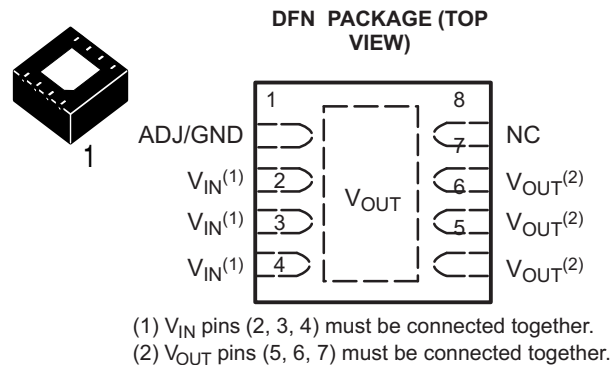 DFN PACKAGE (TOP
VIEW)
1
1 8
ADJ/GND 7 NC
VIN(1) 2 6 VOUT(2)
VOUT
VIN(1) 3 5 VOUT(2)
VIN(1) 4 VOUT(2)
(1) VIN pins (2, 3, 4) must be connected together.
(2) VOUT pins (5, 6, 7) must be connected together.